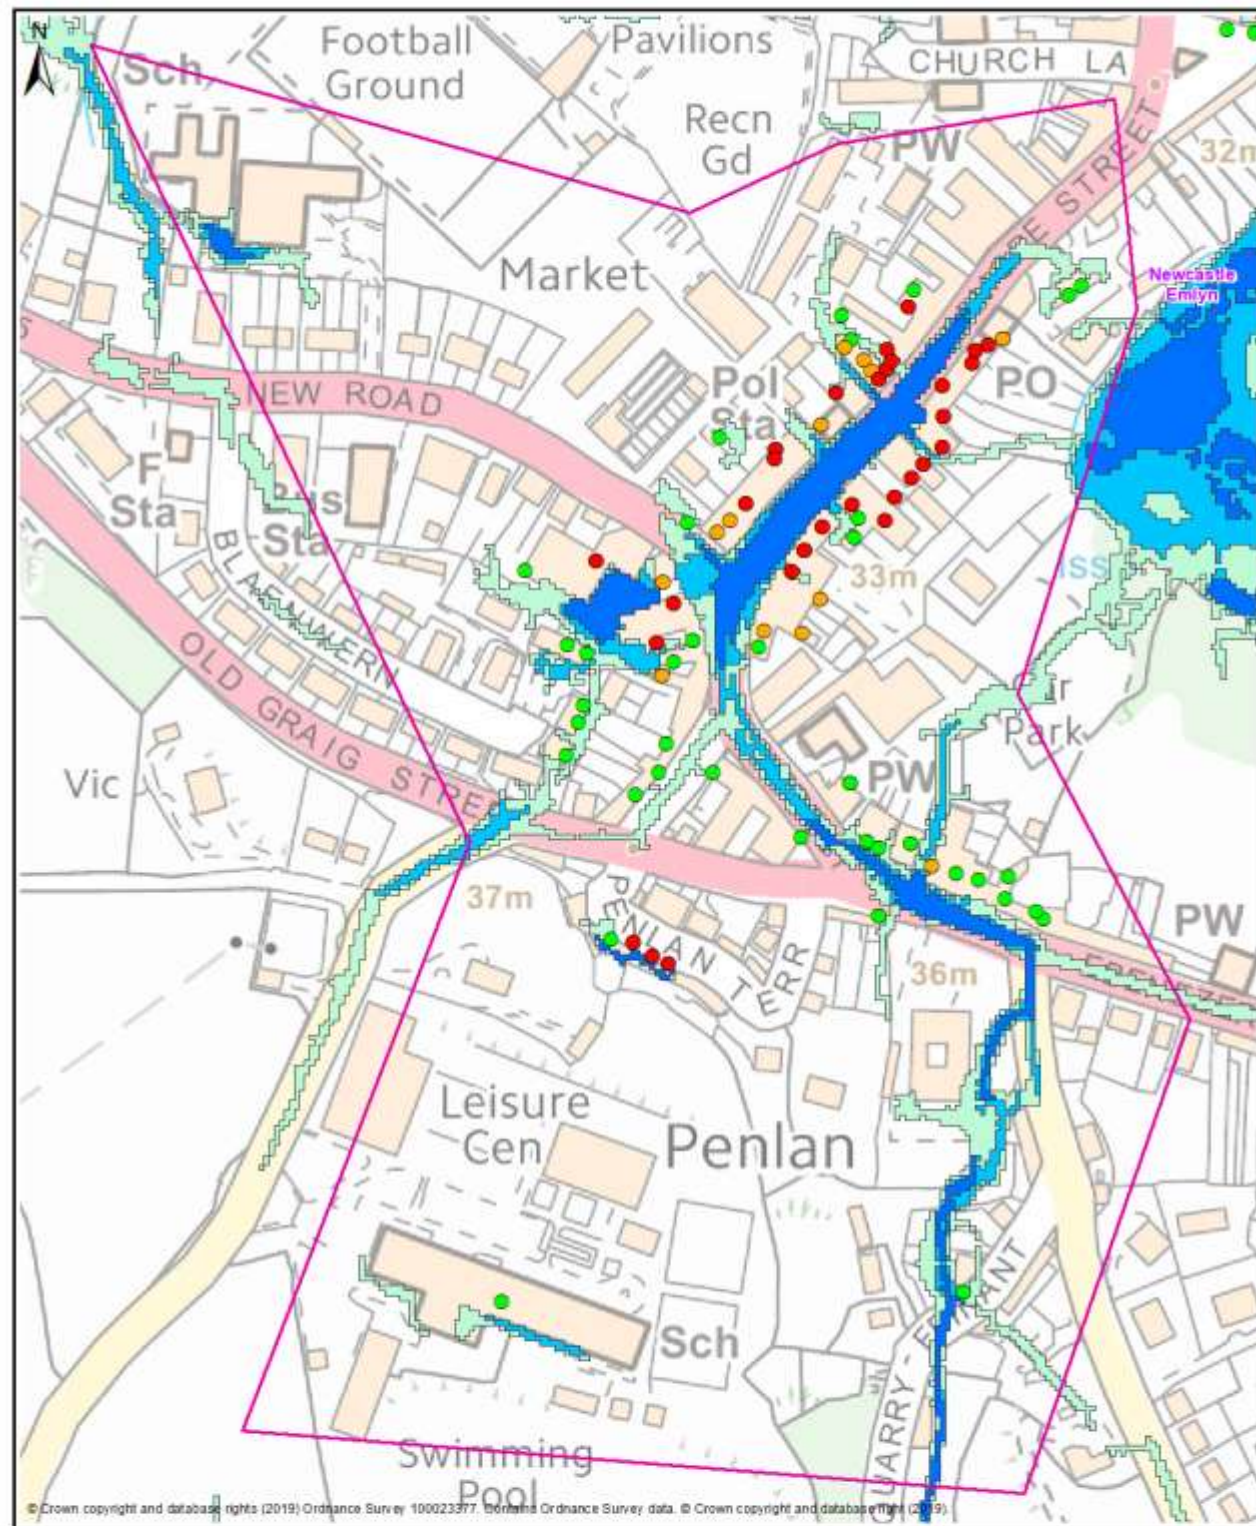 N
Sch
Football
Ground
Pavilions
CHURCH LA
Recn
Gd
PW
STREET
32m
Newcastle
Emlyn
Market
NEW ROAD
Pol
Sta
PO
F
Sta
Bus
Sta
33m
BLAENWERN
OLD GRAIG STREET
Vic
Car
Park
PW
37m
PENLAN TERR
PW
36m
Leisure
Cen
Penlan
Sch
QUARRY
Swimming
Pool
© Crown copyright and database rights (2019) Ordnance Survey 100023377. Contains Ordnance Survey data. © Crown copyright and database right (2019).